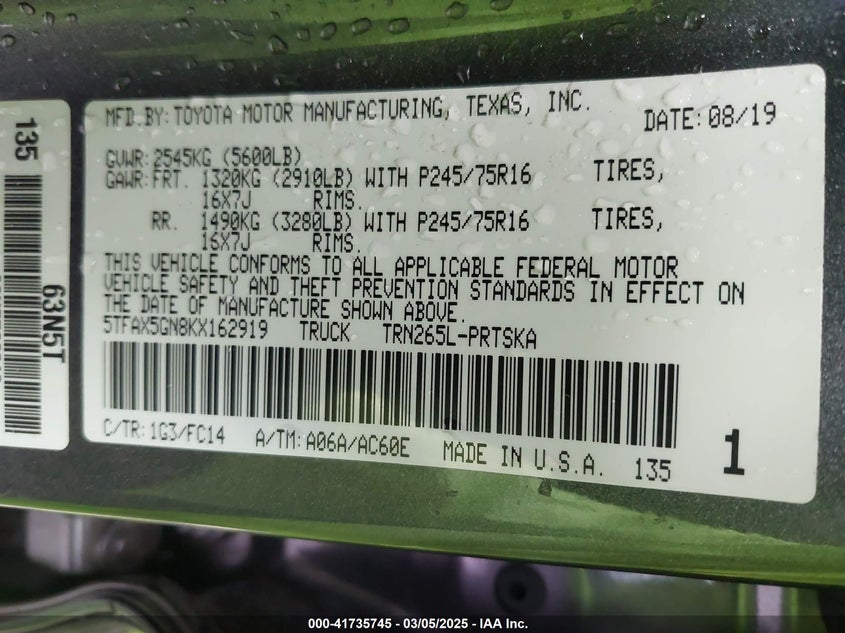 135
63N5T
MFD BY: TOYOTA MOTOR MANUFACTURING, TEXAS, INC.
DATE: 08/19
GVWR: 2545KG (5600LB)
GAWR: FRT. 1320KG (2910LB) WITH P245/75R16 TIRES,
16X7J RIMS.
RR. 1490KG (3280LB) WITH P245/75R16 TIRES,
16X7J RIMS.
THIS VEHICLE CONFORMS TO ALL APPLICABLE FEDERAL MOTOR
VEHICLE SAFETY AND THEFT PREVENTION STANDARDS IN EFFECT ON
THE DATE OF MANUFACTURE SHOWN ABOVE.
5TFAX5GN8KX162919 TRUCK TRN265L-PRTSKA
C/TR: 1G3/FC14 A/TM: A06A/AC60E MADE IN U.S.A. 135
1
000-41735745 - 03/05/2025 - IAA Inc.